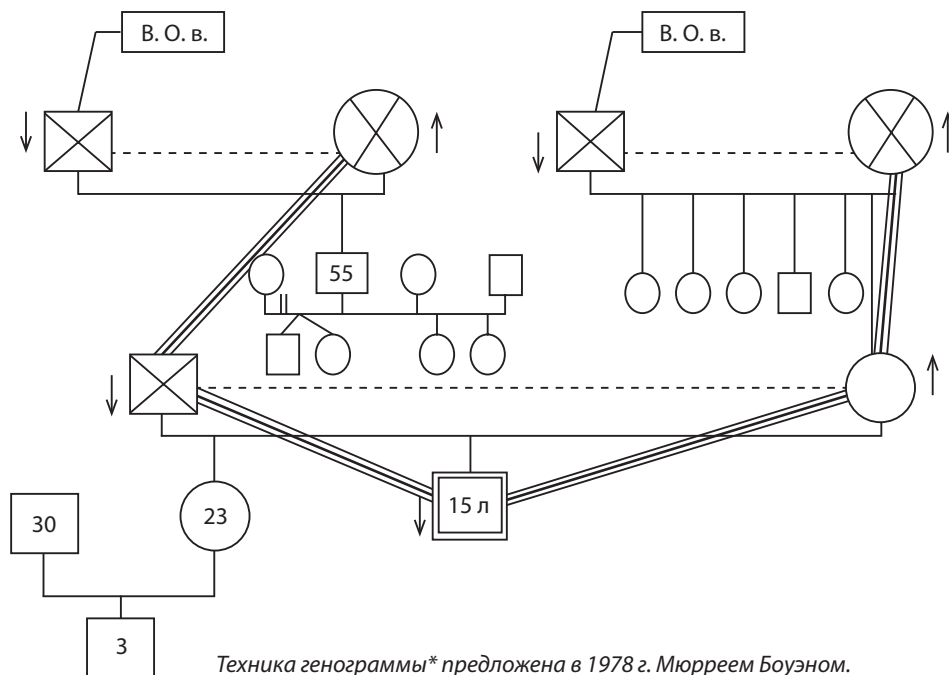 В. О. в.
В. О. в.
55
15 л
30
23
3
Техника генограммы* предложена в 1978 г. Мюрреем Боуэном.